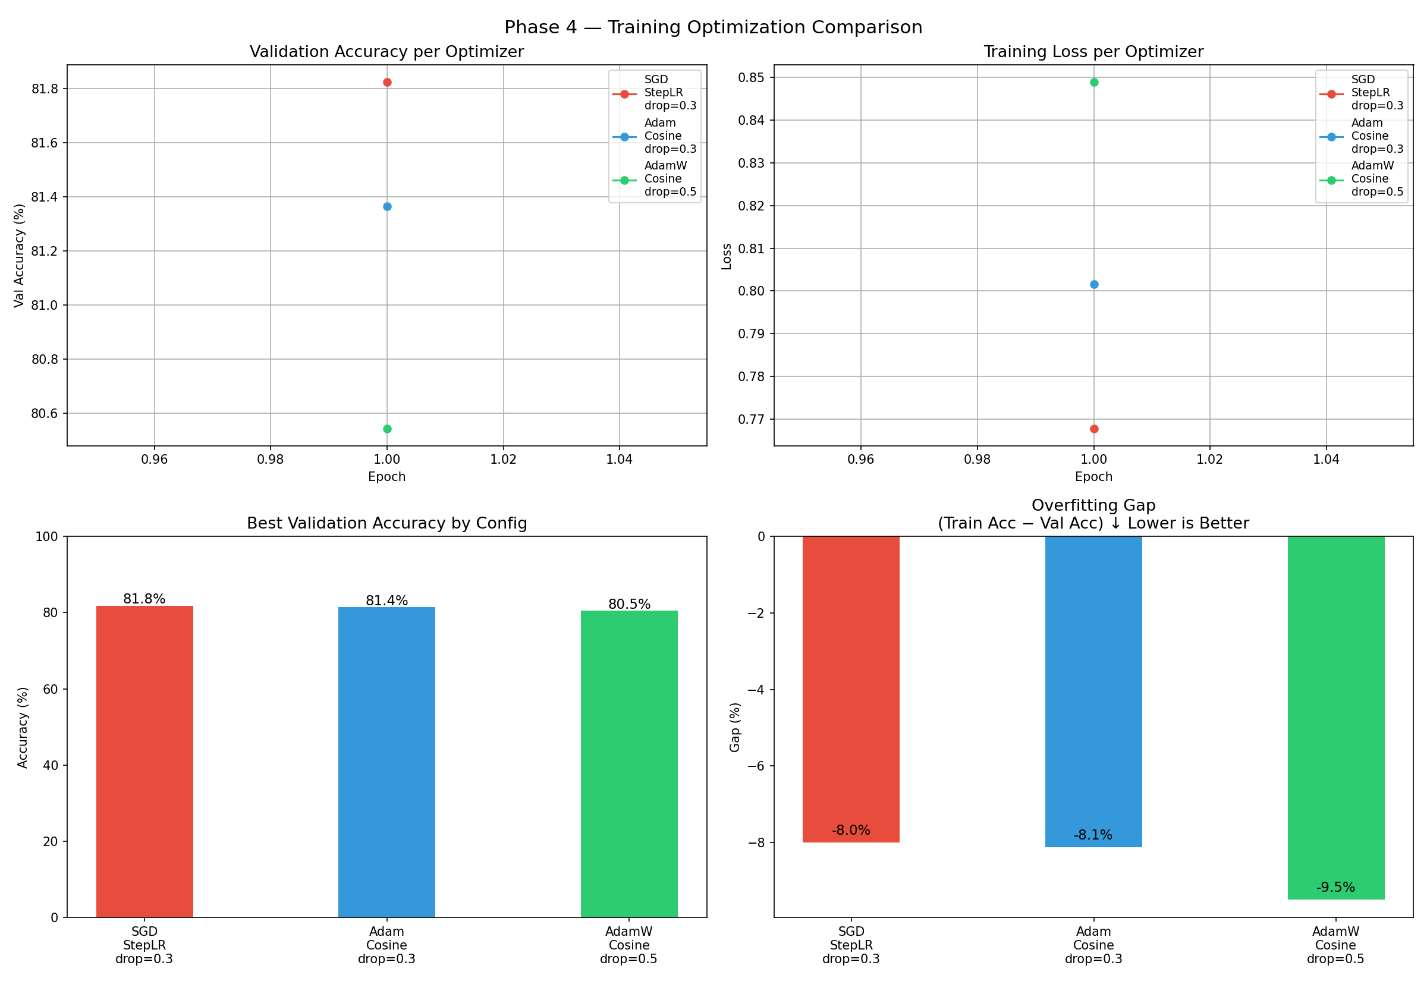 Phase 4 — Training Optimization Comparison
Validation Accuracy per Optimizer
Val Accuracy (%)
81.8
81.6
81.4
81.2
81.0
80.8
80.6
0.96
0.98
1.00
1.02
1.04
Epoch
SGD
StepLR
drop=0.3
Adam
Cosine
drop=0.3
AdamW
Cosine
drop=0.5
Training Loss per Optimizer
Loss
0.85
0.84
0.83
0.82
0.81
0.80
0.79
0.78
0.77
0.96
0.98
1.00
1.02
1.04
Epoch
SGD
StepLR
drop=0.3
Adam
Cosine
drop=0.3
AdamW
Cosine
drop=0.5
Best Validation Accuracy by Config
Accuracy (%)
100
80
60
40
20
0
81.8%
81.4%
80.5%
SGD
StepLR
drop=0.3
Adam
Cosine
drop=0.3
AdamW
Cosine
drop=0.5
Overfitting Gap
(Train Acc − Val Acc) ↓ Lower is Better
Gap (%)
0
−2
−4
−6
−8
-8.0%
-8.1%
-9.5%
SGD
StepLR
drop=0.3
Adam
Cosine
drop=0.3
AdamW
Cosine
drop=0.5